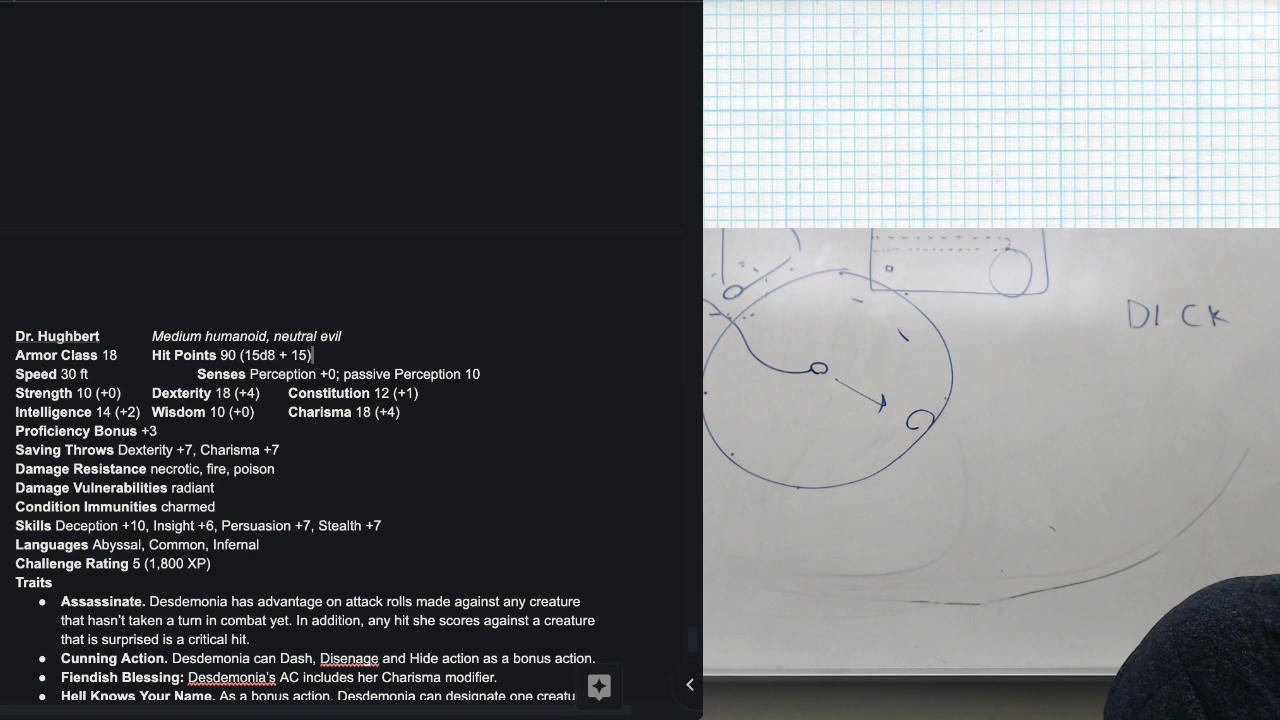 Dr. Hughbert Medium humanoid, neutral evil
Armor Class 18 Hit Points 90 (15d8 + 15)
Speed 30 ft Senses Perception +0; passive Perception 10
Strength 10 (+0) Dexterity 18 (+4) Constitution 12 (+1)
Intelligence 14 (+2) Wisdom 10 (+0) Charisma 18 (+4)
Proficiency Bonus +3
Saving Throws Dexterity +7, Charisma +7
Damage Resistance necrotic, fire, poison
Damage Vulnerabilities radiant
Condition Immunities charmed
Skills Deception +10, Insight +6, Persuasion +7, Stealth +7
Languages Abyssal, Common, Infernal
Challenge Rating 5 (1,800 XP)
Traits
● Assassinate. Desdemonia has advantage on attack rolls made against any creature
that hasn't taken a turn in combat yet. In addition, any hit she scores against a creature
that is surprised is a critical hit.
● Cunning Action. Desdemonia can Dash, Disenage and Hide action as a bonus action.
● Fiendish Blessing: Desdemonia's AC includes her Charisma modifier.
● Hell Knows Your Name. As a bonus action, Desdemonia can designate one creatu
DICK